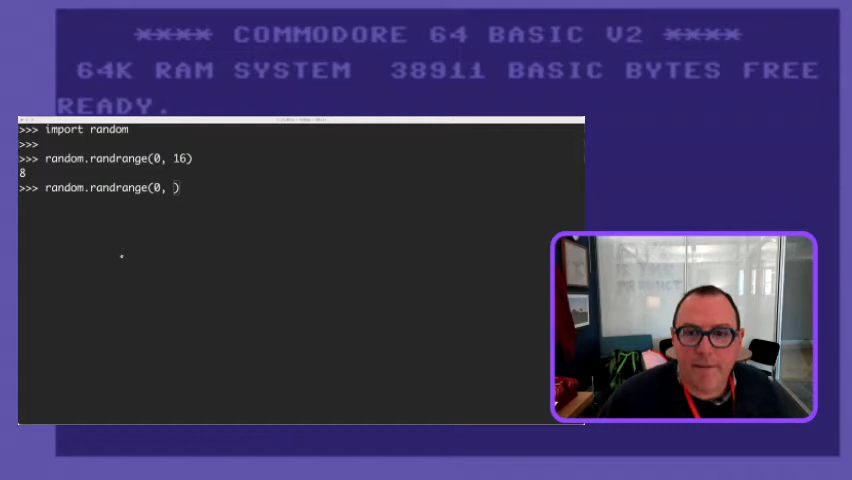 **** COMMODORE 64 BASIC V2 ****
64K RAM SYSTEM 38911 BASIC BYTES FREE
READY.
>>> import random
>>>
>>> random.randrange(0, 16)
8
>>> random.randrange(0, )